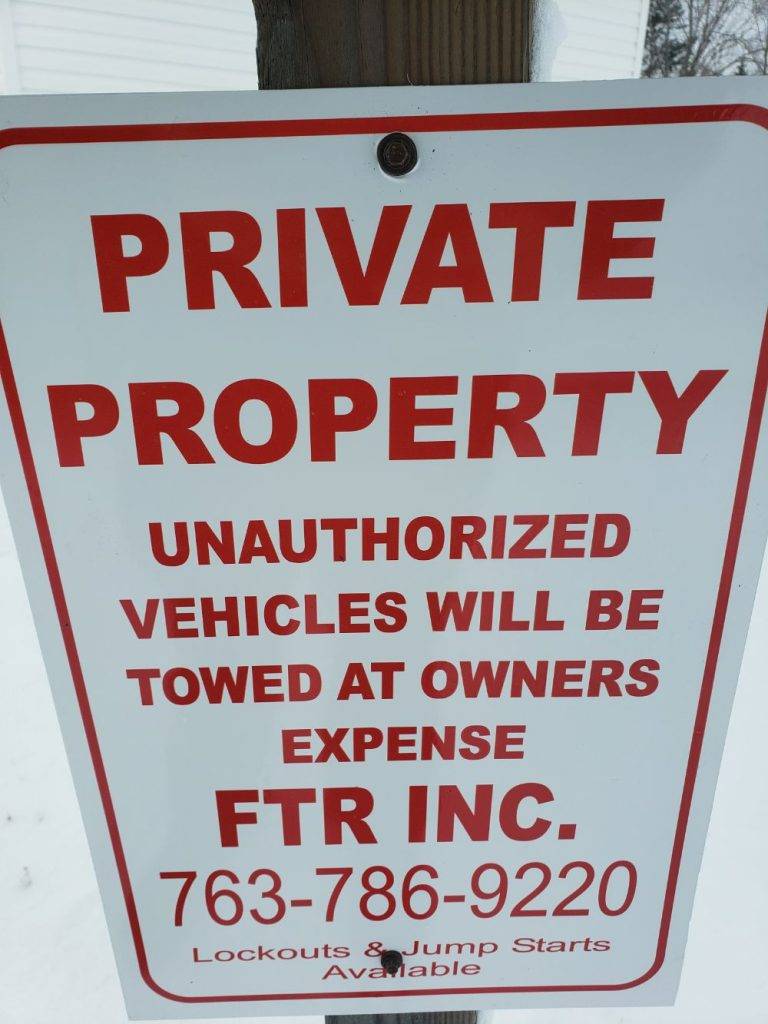 PRIVATE
PROPERTY
UNAUTHORIZED
VEHICLES WILL BE
TOWED AT OWNERS
EXPENSE
FTR INC.
763-786-9220
Lockouts & Jump Starts
Available